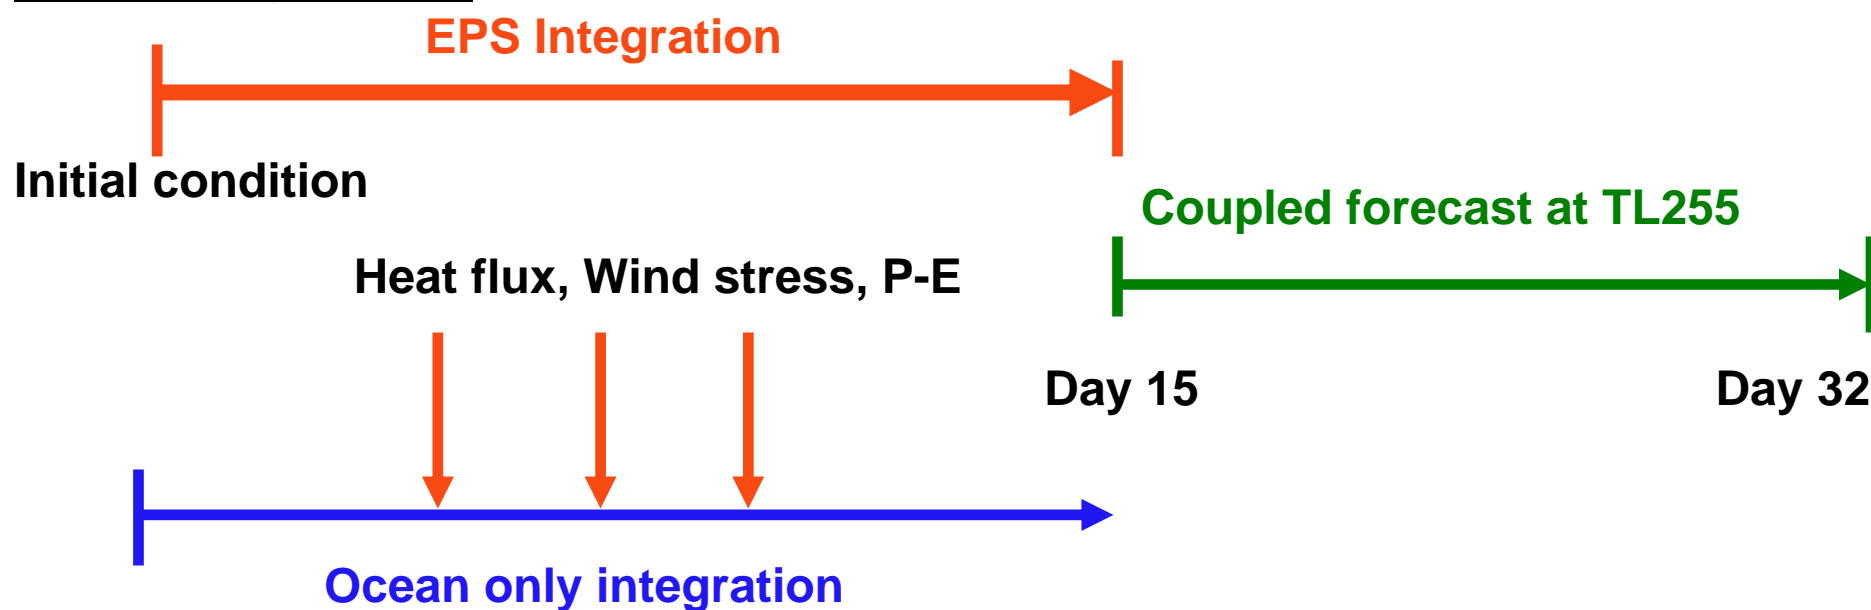 EPS Integration
Initial condition
Coupled forecast at TL255
Heat flux, Wind stress, P-E
Day 15
Day 32
Ocean only integration